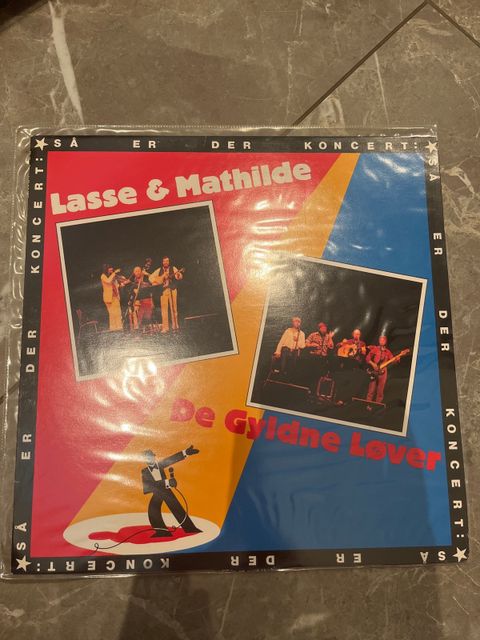 SÅ ER DER KONCERT:
Lasse & Mathilde
De Gyldne Løver
SÅ ER DER KONCERT:
SÅ ER DER KONCERT:
SÅ ER DER KONCERT: